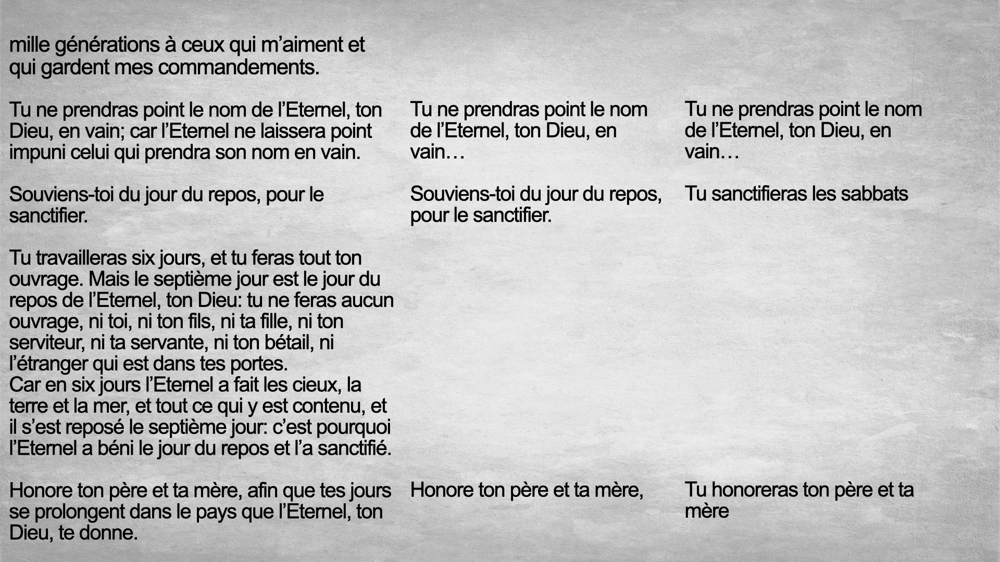 mille générations à ceux qui m’aiment et
qui gardent mes commandements.
Tu ne prendras point le nom de l’Eternel, ton
Dieu, en vain; car l’Eternel ne laissera point
impuni celui qui prendra son nom en vain.
Souviens-toi du jour du repos, pour le
sanctifier.
Tu travailleras six jours, et tu feras tout ton
ouvrage. Mais le septième jour est le jour du
repos de l’Eternel, ton Dieu: tu ne feras aucun
ouvrage, ni toi, ni ton fils, ni ta fille, ni ton
serviteur, ni ta servante, ni ton bétail, ni
l’étranger qui est dans tes portes.
Car en six jours l’Eternel a fait les cieux, la
terre et la mer, et tout ce qui y est contenu, et
il s’est reposé le septième jour: c’est pourquoi
l’Eternel a béni le jour du repos et l’a sanctifié.
Honore ton père et ta mère, afin que tes jours
se prolongent dans le pays que l’Eternel, ton
Dieu, te donne.
Tu ne prendras point le nom
de l’Eternel, ton Dieu, en
vain…
Souviens-toi du jour du repos,
pour le sanctifier.
Honore ton père et ta mère,
Tu ne prendras point le nom
de l’Eternel, ton Dieu, en
vain…
Tu sanctifieras les sabbats
Tu honoreras ton père et ta
mère